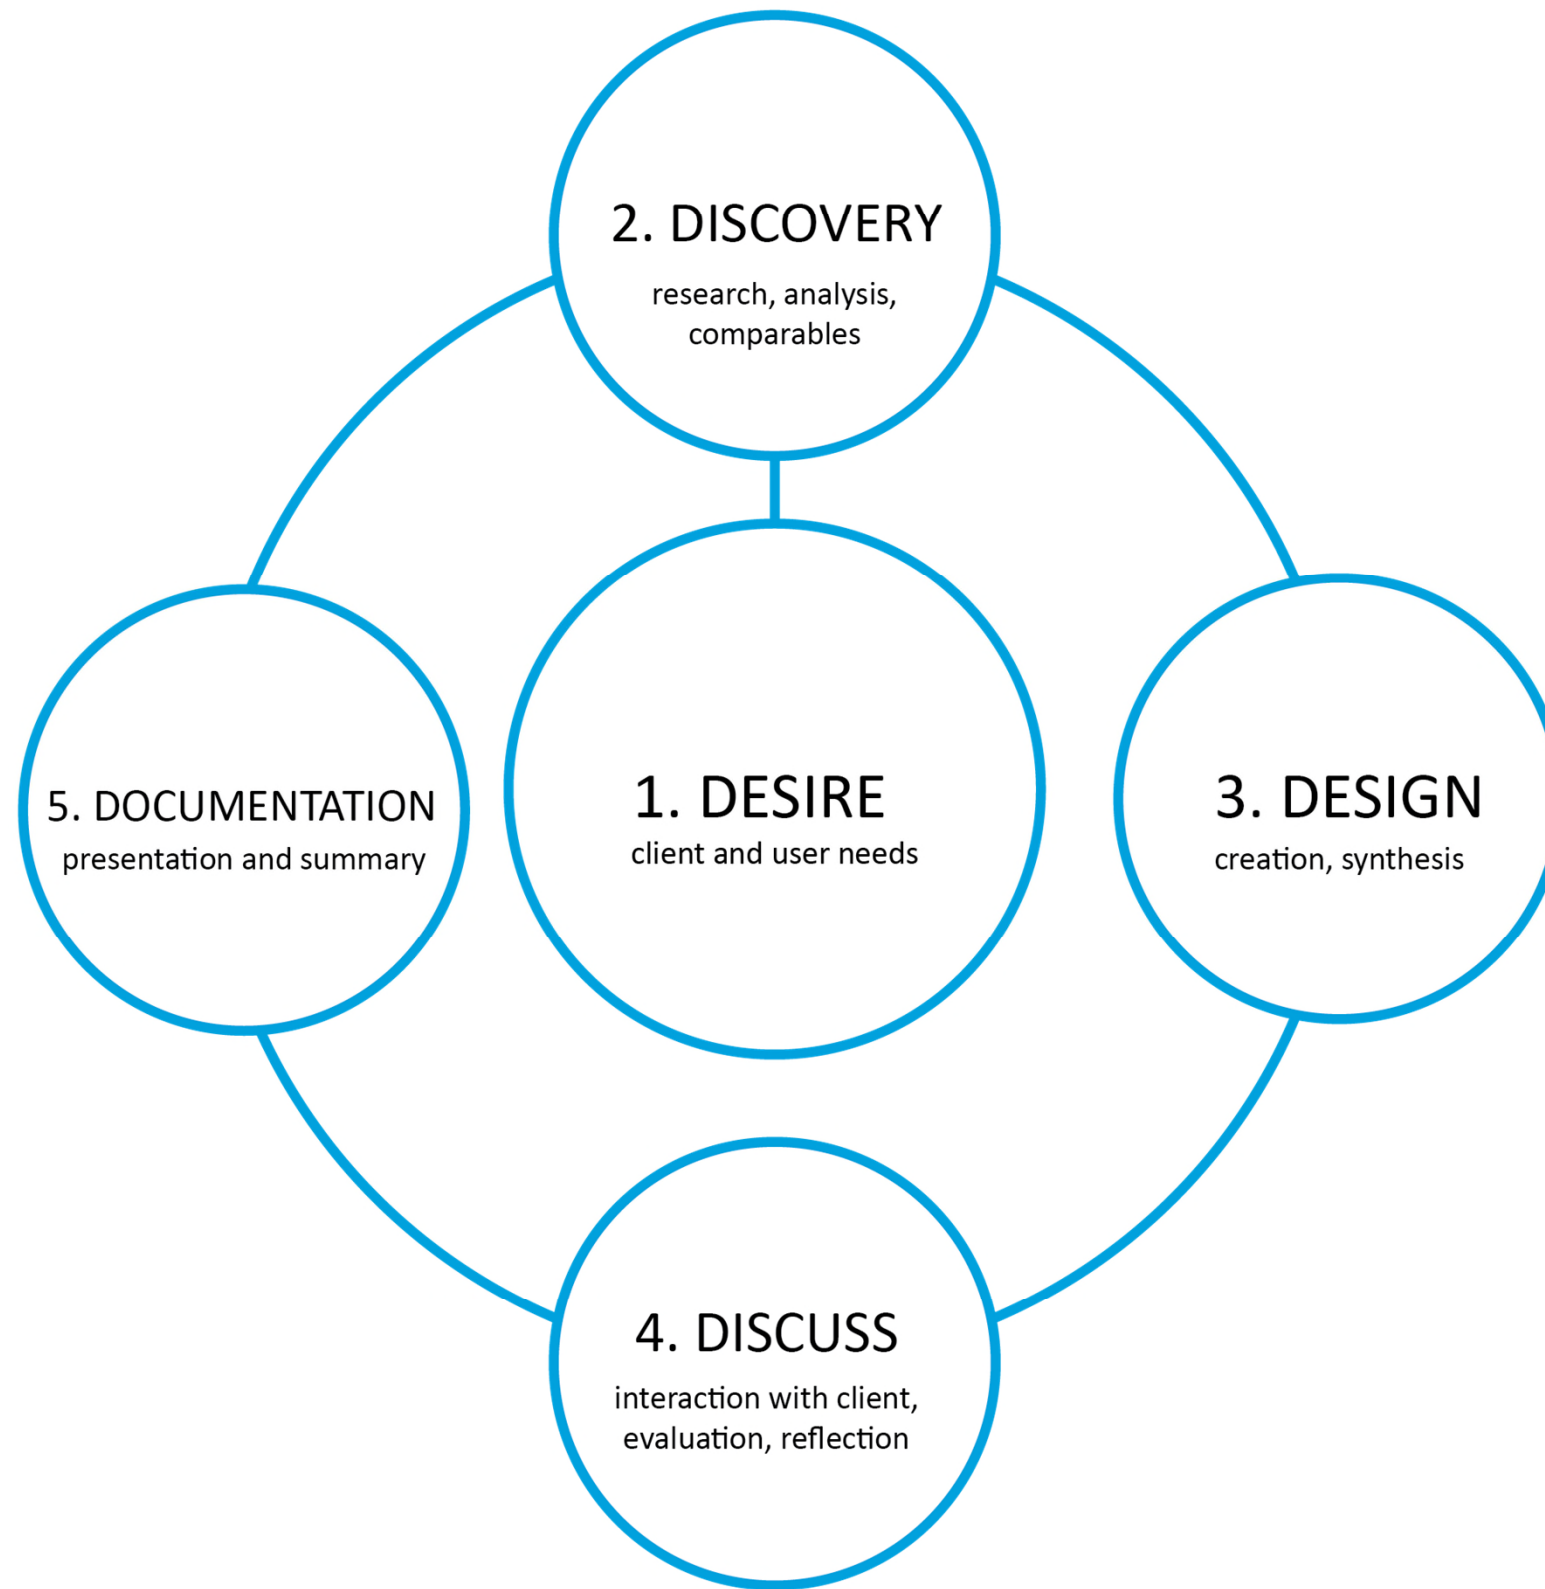 2. DISCOVERY
research, analysis,
comparables
5. DOCUMENTATION
presentation and summary
1. DESIRE
client and user needs
3. DESIGN
creation, synthesis
4. DISCUSS
interaction with client,
evaluation, reflection